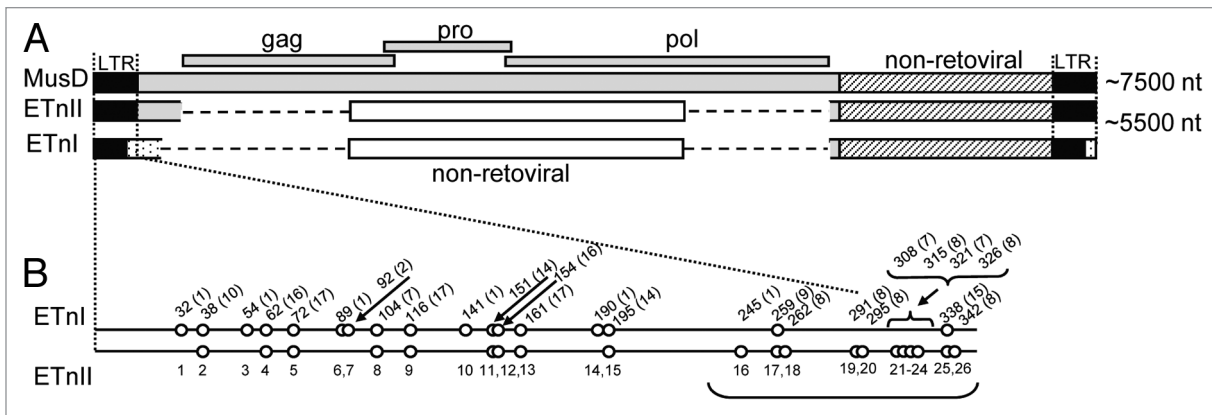 A
gag
pro
pol
LTR
non-retoviral
LTR
MusD
~7500 nt
ETnII
~5500 nt
ETnI
non-retoviral
B
308 (7)
315 (8)
321 (7)
326 (8)
32 (1)
38 (10)
54 (1)
62 (16)
72 (17)
89 (1)
92 (2)
104 (7)
116 (17)
141 (1)
151 (14)
154 (16)
161 (17)
190 (1)
195 (14)
245 (1)
259 (9)
262 (8)
291 (8)
295 (8)
338 (15)
342 (8)
ETnI
ETnII
1 2 3 4 5 6,7 8 9 10 11,12,13 14,15 16 17,18 19,20 21-24 25,26